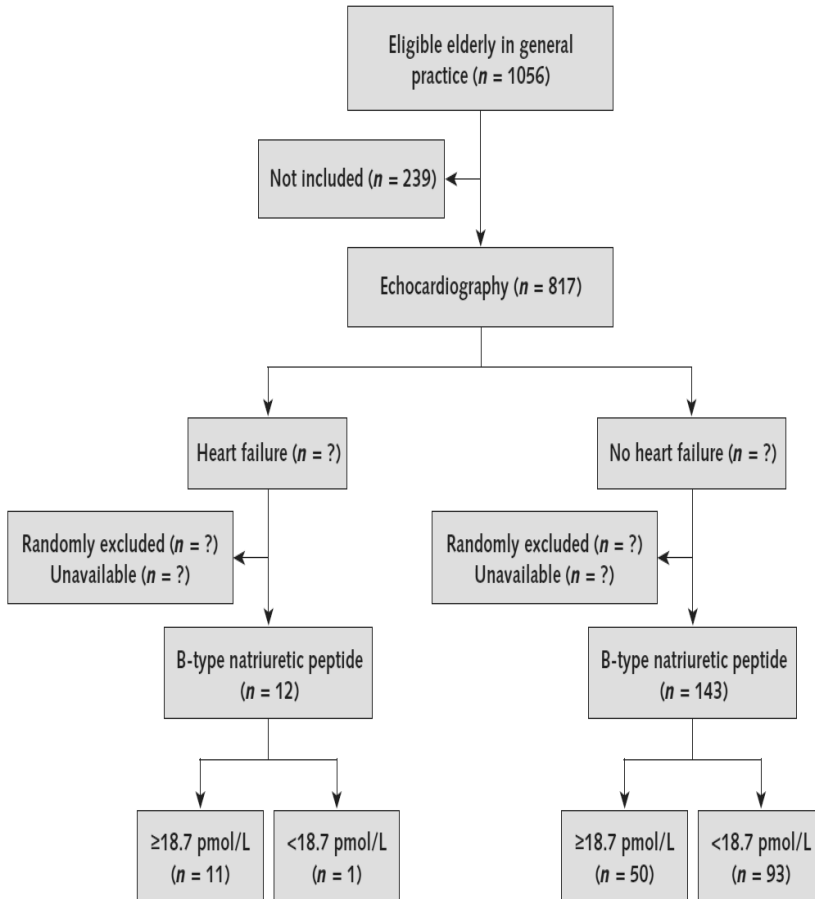 Eligible elderly in general
practice (n = 1056)
Not included (n = 239)
Echocardiography (n = 817)
Heart failure (n = ?)
No heart failure (n = ?)
Randomly excluded (n = ?)
Unavailable (n = ?)
Randomly excluded (n = ?)
Unavailable (n = ?)
B-type natriuretic peptide
(n = 12)
B-type natriuretic peptide
(n = 143)
≥18.7 pmol/L
(n = 11)
<18.7 pmol/L
(n = 1)
≥18.7 pmol/L
(n = 50)
<18.7 pmol/L
(n = 93)